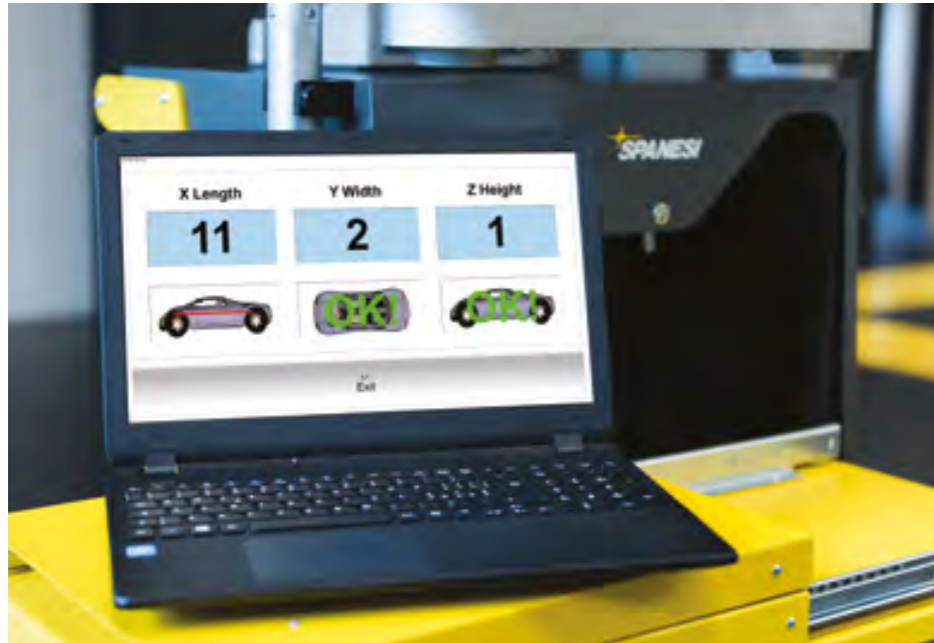 SPANESI
X Length
Y Width
Z Height
11
2
1
OK!
OK!
Exit